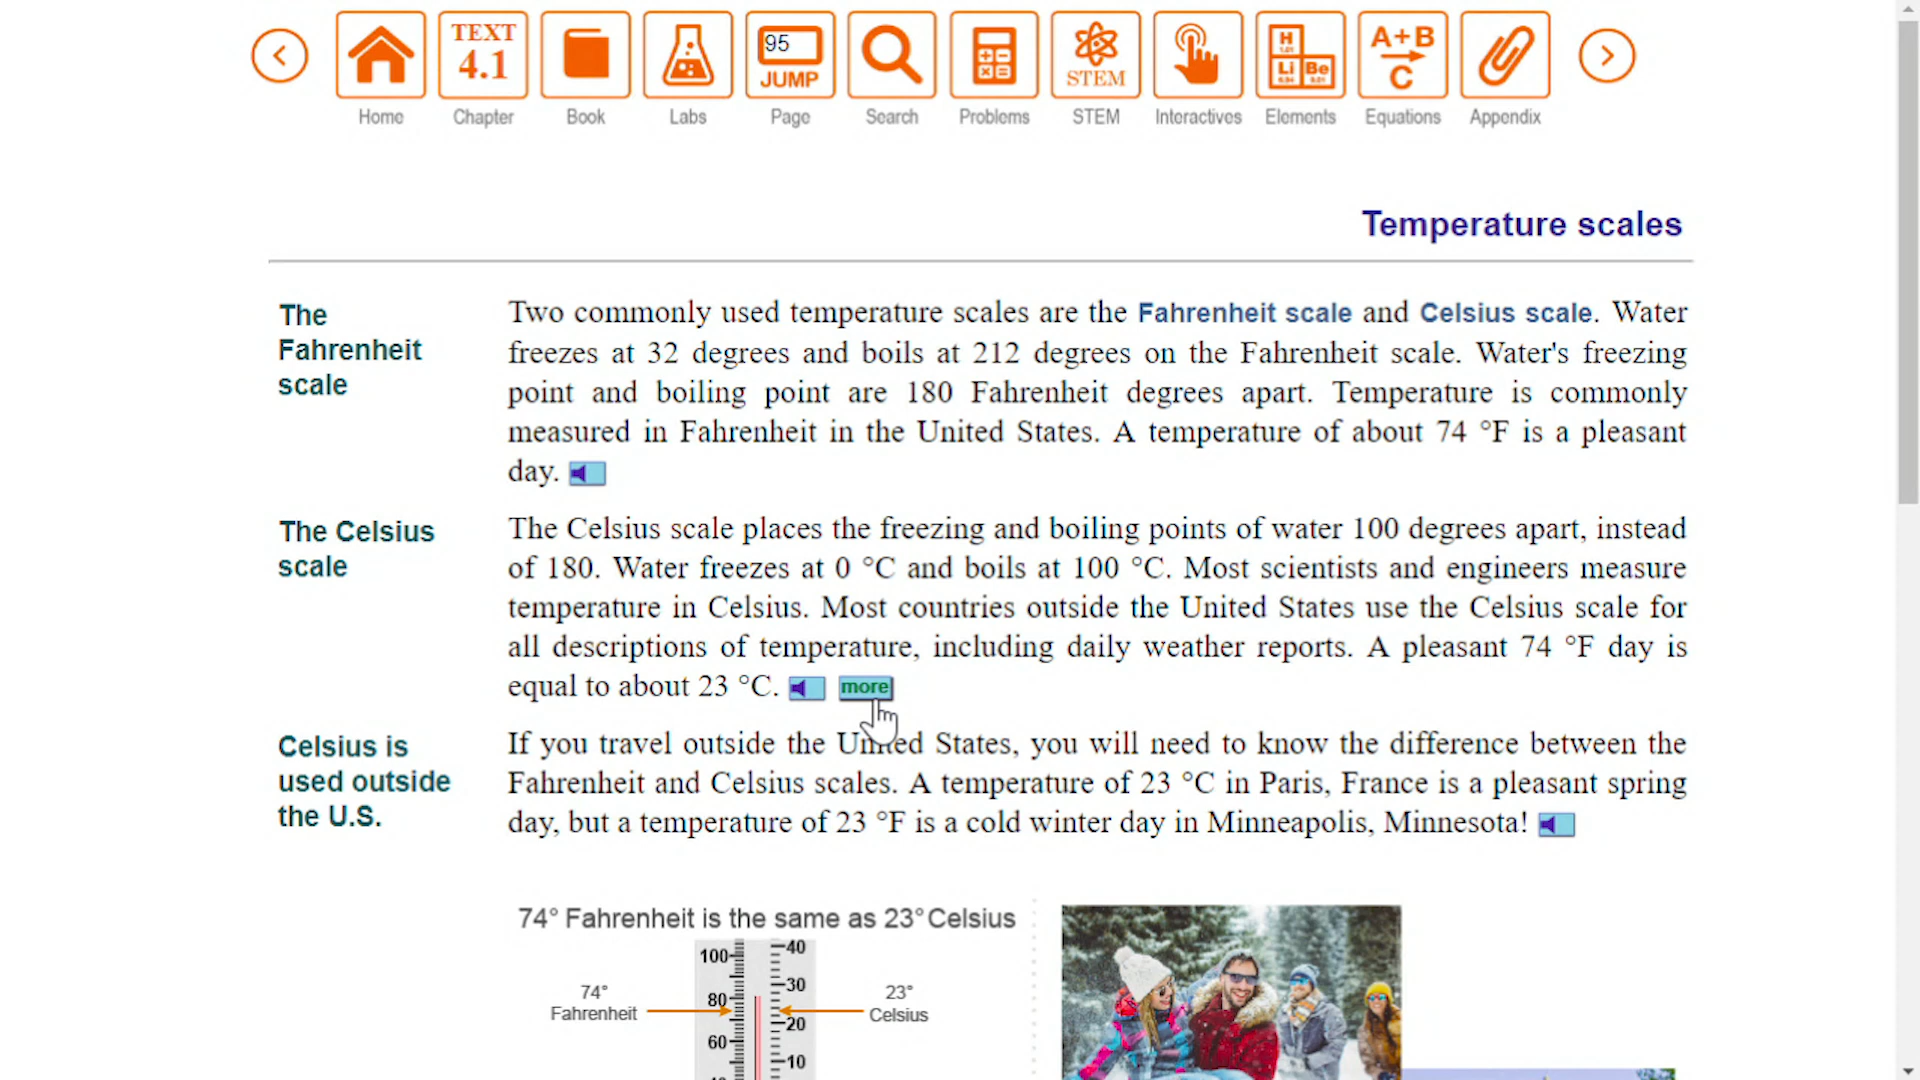 TEXT
4.1
95
JUMP
STEM
H
1.01
Li
Be
6.94
9.01
A+B
C
Home
Chapter
Book
Labs
Page
Search
Problems
STEM
Interactives
Elements
Equations
Appendix
Temperature scales
The
Fahrenheit
scale
Two commonly used temperature scales are the Fahrenheit scale and Celsius scale. Water
freezes at 32 degrees and boils at 212 degrees on the Fahrenheit scale. Water's freezing
point and boiling point are 180 Fahrenheit degrees apart. Temperature is commonly
measured in Fahrenheit in the United States. A temperature of about 74 °F is a pleasant
day.
The Celsius
scale
The Celsius scale places the freezing and boiling points of water 100 degrees apart, instead
of 180. Water freezes at 0 °C and boils at 100 °C. Most scientists and engineers measure
temperature in Celsius. Most countries outside the United States use the Celsius scale for
all descriptions of temperature, including daily weather reports. A pleasant 74 °F day is
equal to about 23 °C. more
Celsius is
used outside
the U.S.
If you travel outside the United States, you will need to know the difference between the
Fahrenheit and Celsius scales. A temperature of 23 °C in Paris, France is a pleasant spring
day, but a temperature of 23 °F is a cold winter day in Minneapolis, Minnesota!
74° Fahrenheit is the same as 23° Celsius
100
40
30
74°
Fahrenheit
80
23°
Celsius
20
60
10